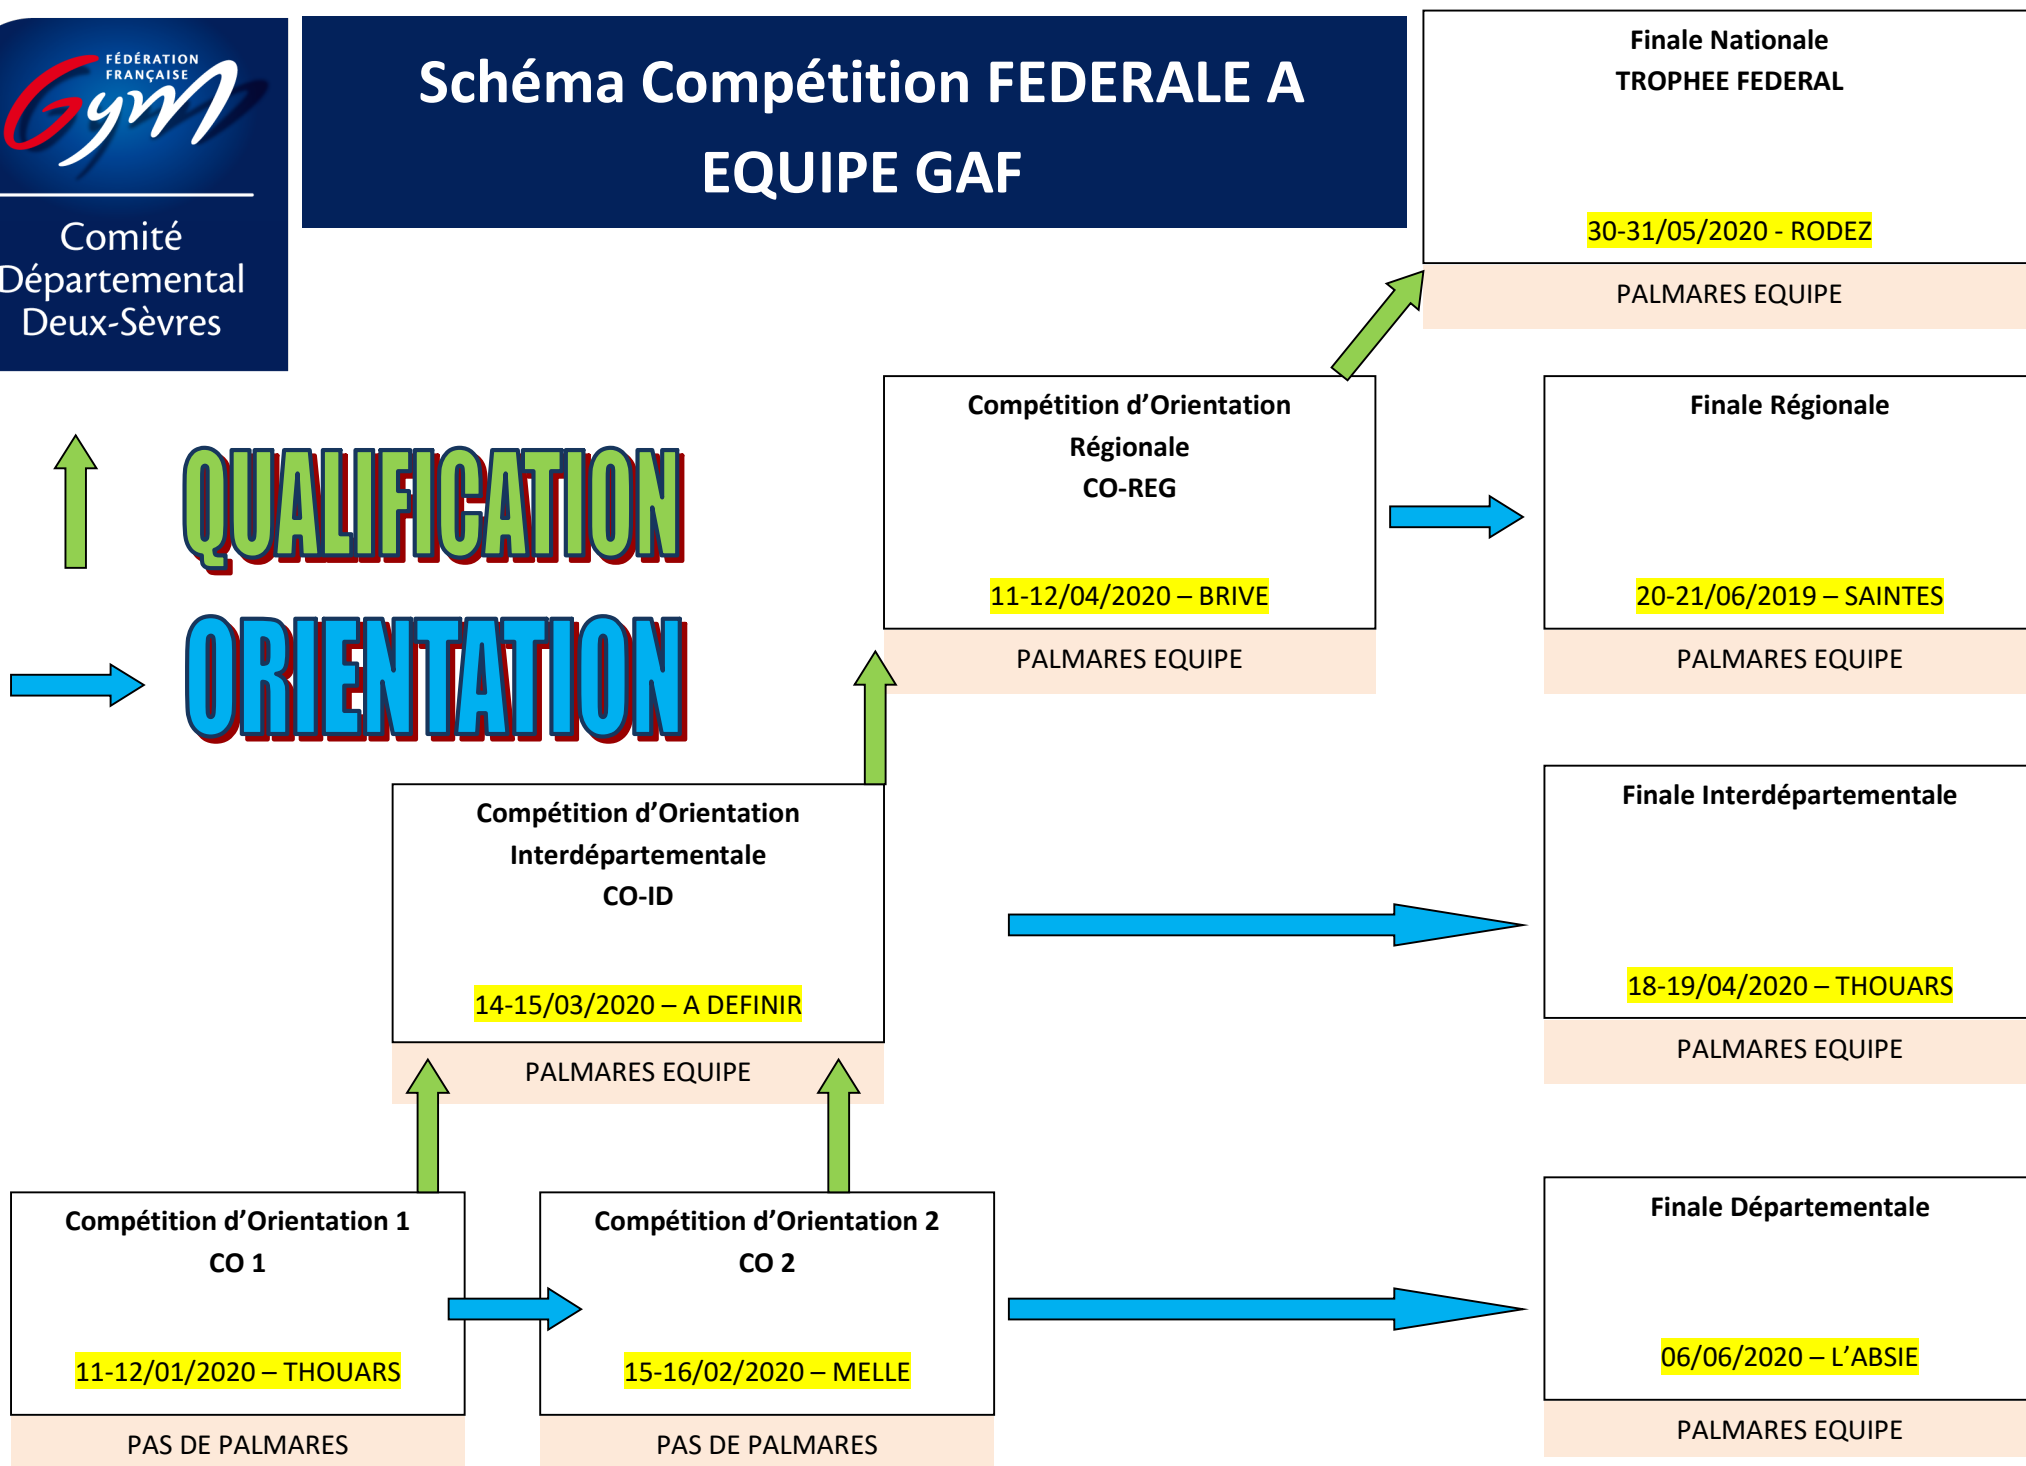 FÉDÉRATION
FRANÇAISE
Gym
Comité
Départemental
Deux-Sèvres
Schéma Compétition FEDERALE A
EQUIPE GAF
Finale Nationale
TROPHEE FEDERAL
30-31/05/2020 - RODEZ
PALMARES EQUIPE
QUALIFICATION
ORIENTATION
Compétition d’Orientation
Régionale
CO-REG
11-12/04/2020 – BRIVE
PALMARES EQUIPE
Finale Régionale
20-21/06/2019 – SAINTES
PALMARES EQUIPE
Compétition d’Orientation
Interdépartementale
CO-ID
14-15/03/2020 – A DEFINIR
PALMARES EQUIPE
Finale Interdépartementale
18-19/04/2020 – THOUARS
PALMARES EQUIPE
Compétition d’Orientation 1
CO 1
11-12/01/2020 – THOUARS
PAS DE PALMARES
Compétition d’Orientation 2
CO 2
15-16/02/2020 – MELLE
PAS DE PALMARES
Finale Départementale
06/06/2020 – L’ABSIE
PALMARES EQUIPE